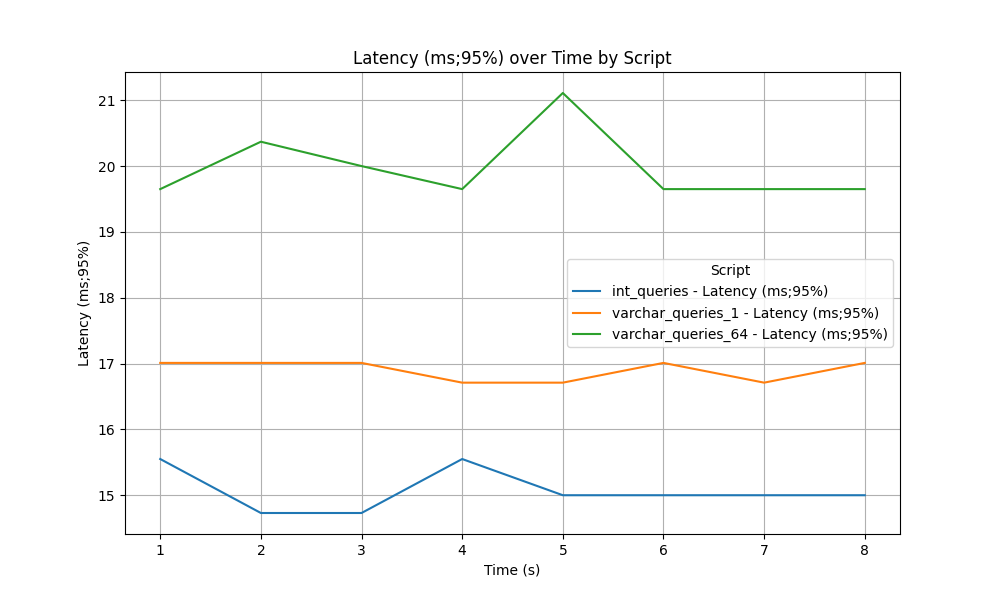 Latency (ms;95%) over Time by Script
21
20
19
18
17
16
15
Latency (ms;95%)
Script
int_queries - Latency (ms;95%)
varchar_queries_1 - Latency (ms;95%)
varchar_queries_64 - Latency (ms;95%)
1 2 3 4 5 6 7 8
Time (s)